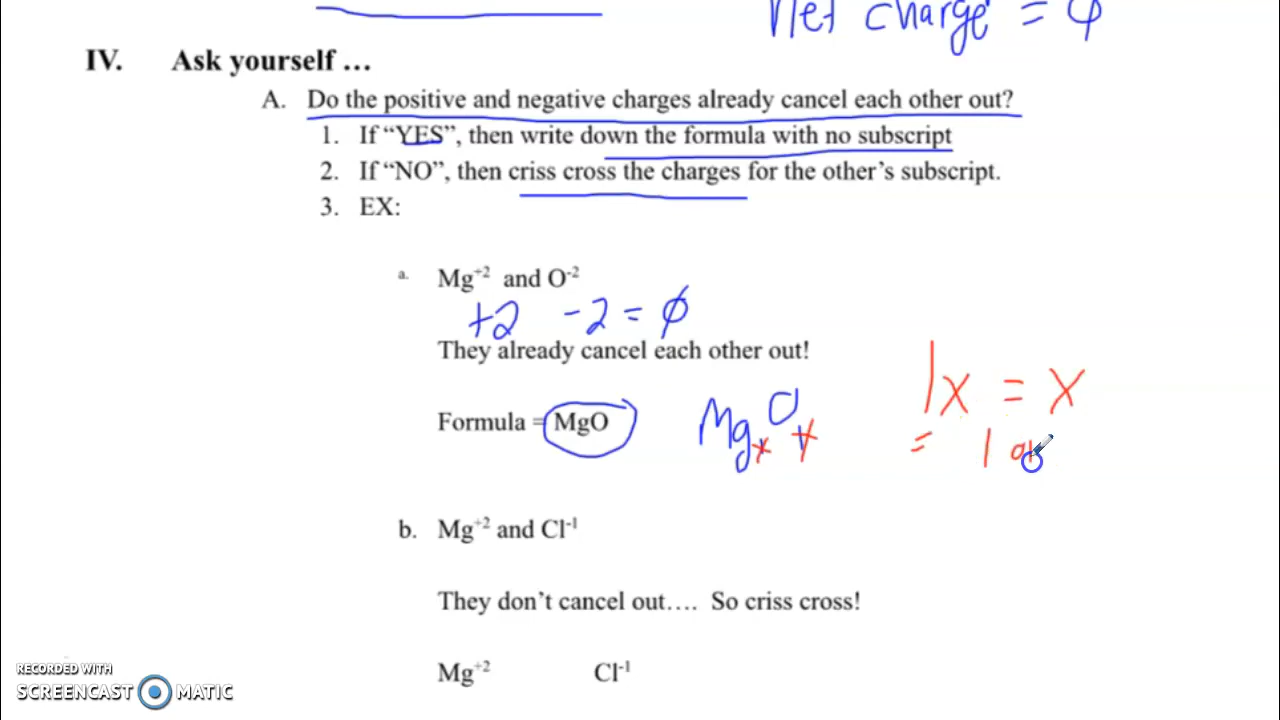 net charge = 0
IV. Ask yourself …
A. Do the positive and negative charges already cancel each other out?
1. If “YES”, then write down the formula with no subscript
2. If “NO”, then criss cross the charges for the other’s subscript.
3. EX:
a. Mg+2 and O-2
+2 -2 = 0
They already cancel each other out!
1x = x
Formula = MgO Mg O
= 1
b. Mg+2 and Cl-1
They don’t cancel out…. So criss cross!
Mg+2 Cl-1
RECORDED WITH
SCREENCAST MATIC